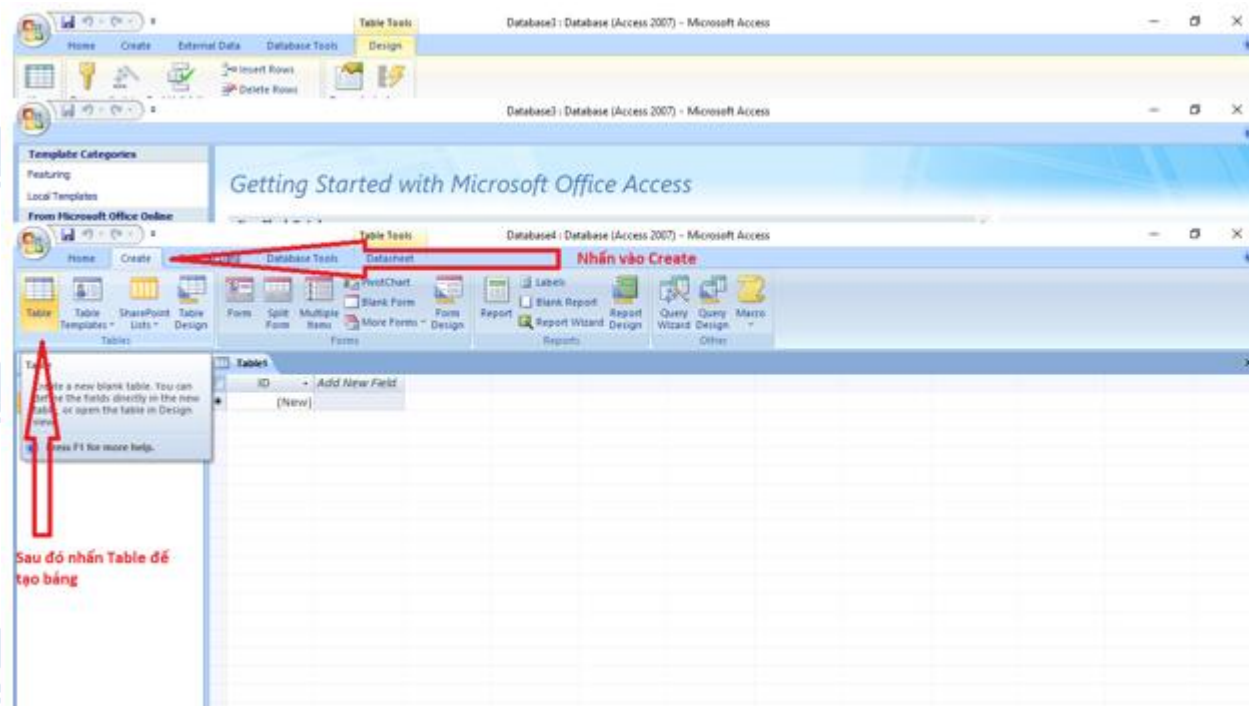 Table Tools
Database3 : Database (Access 2007) - Microsoft Access
Home Create External Data Database Tools Design
Insert Rows
Delete Rows
Database3 : Database (Access 2007) - Microsoft Access
Template Categories
Featuring
Local Templates
From Microsoft Office Online
Getting Started with Microsoft Office Access
Table Tools
Database4 : Database (Access 2007) - Microsoft Access
Home Create Database Tools Datasheet
Nhấn vào Create
Table
Table Templates
SharePoint Lists
Table Design
Form
Split Form
Multiple Items
PivotChart
Blank Form
More Forms
Form Design
Report
Labels
Blank Report
Report Wizard
Report Design
Query Wizard
Query Design
Macro
Tables
Forms
Reports
Other
Table1
ID Add New Field
(New)
a new blank table. You can
the fields directly in the new
or open the table in Design
Press F1 for more help.
Sau đó nhấn Table để
tạo bảng